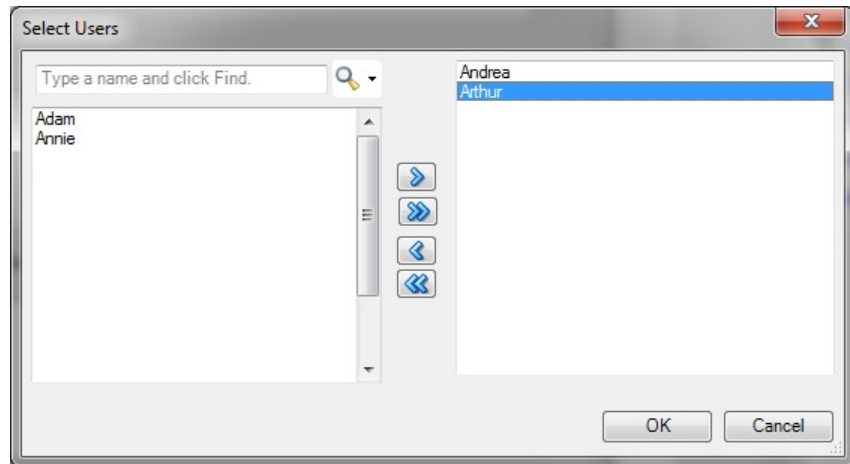 Select Users
Type a name and click Find.
Adam
Annie
Andrea
Arthur
OK
Cancel